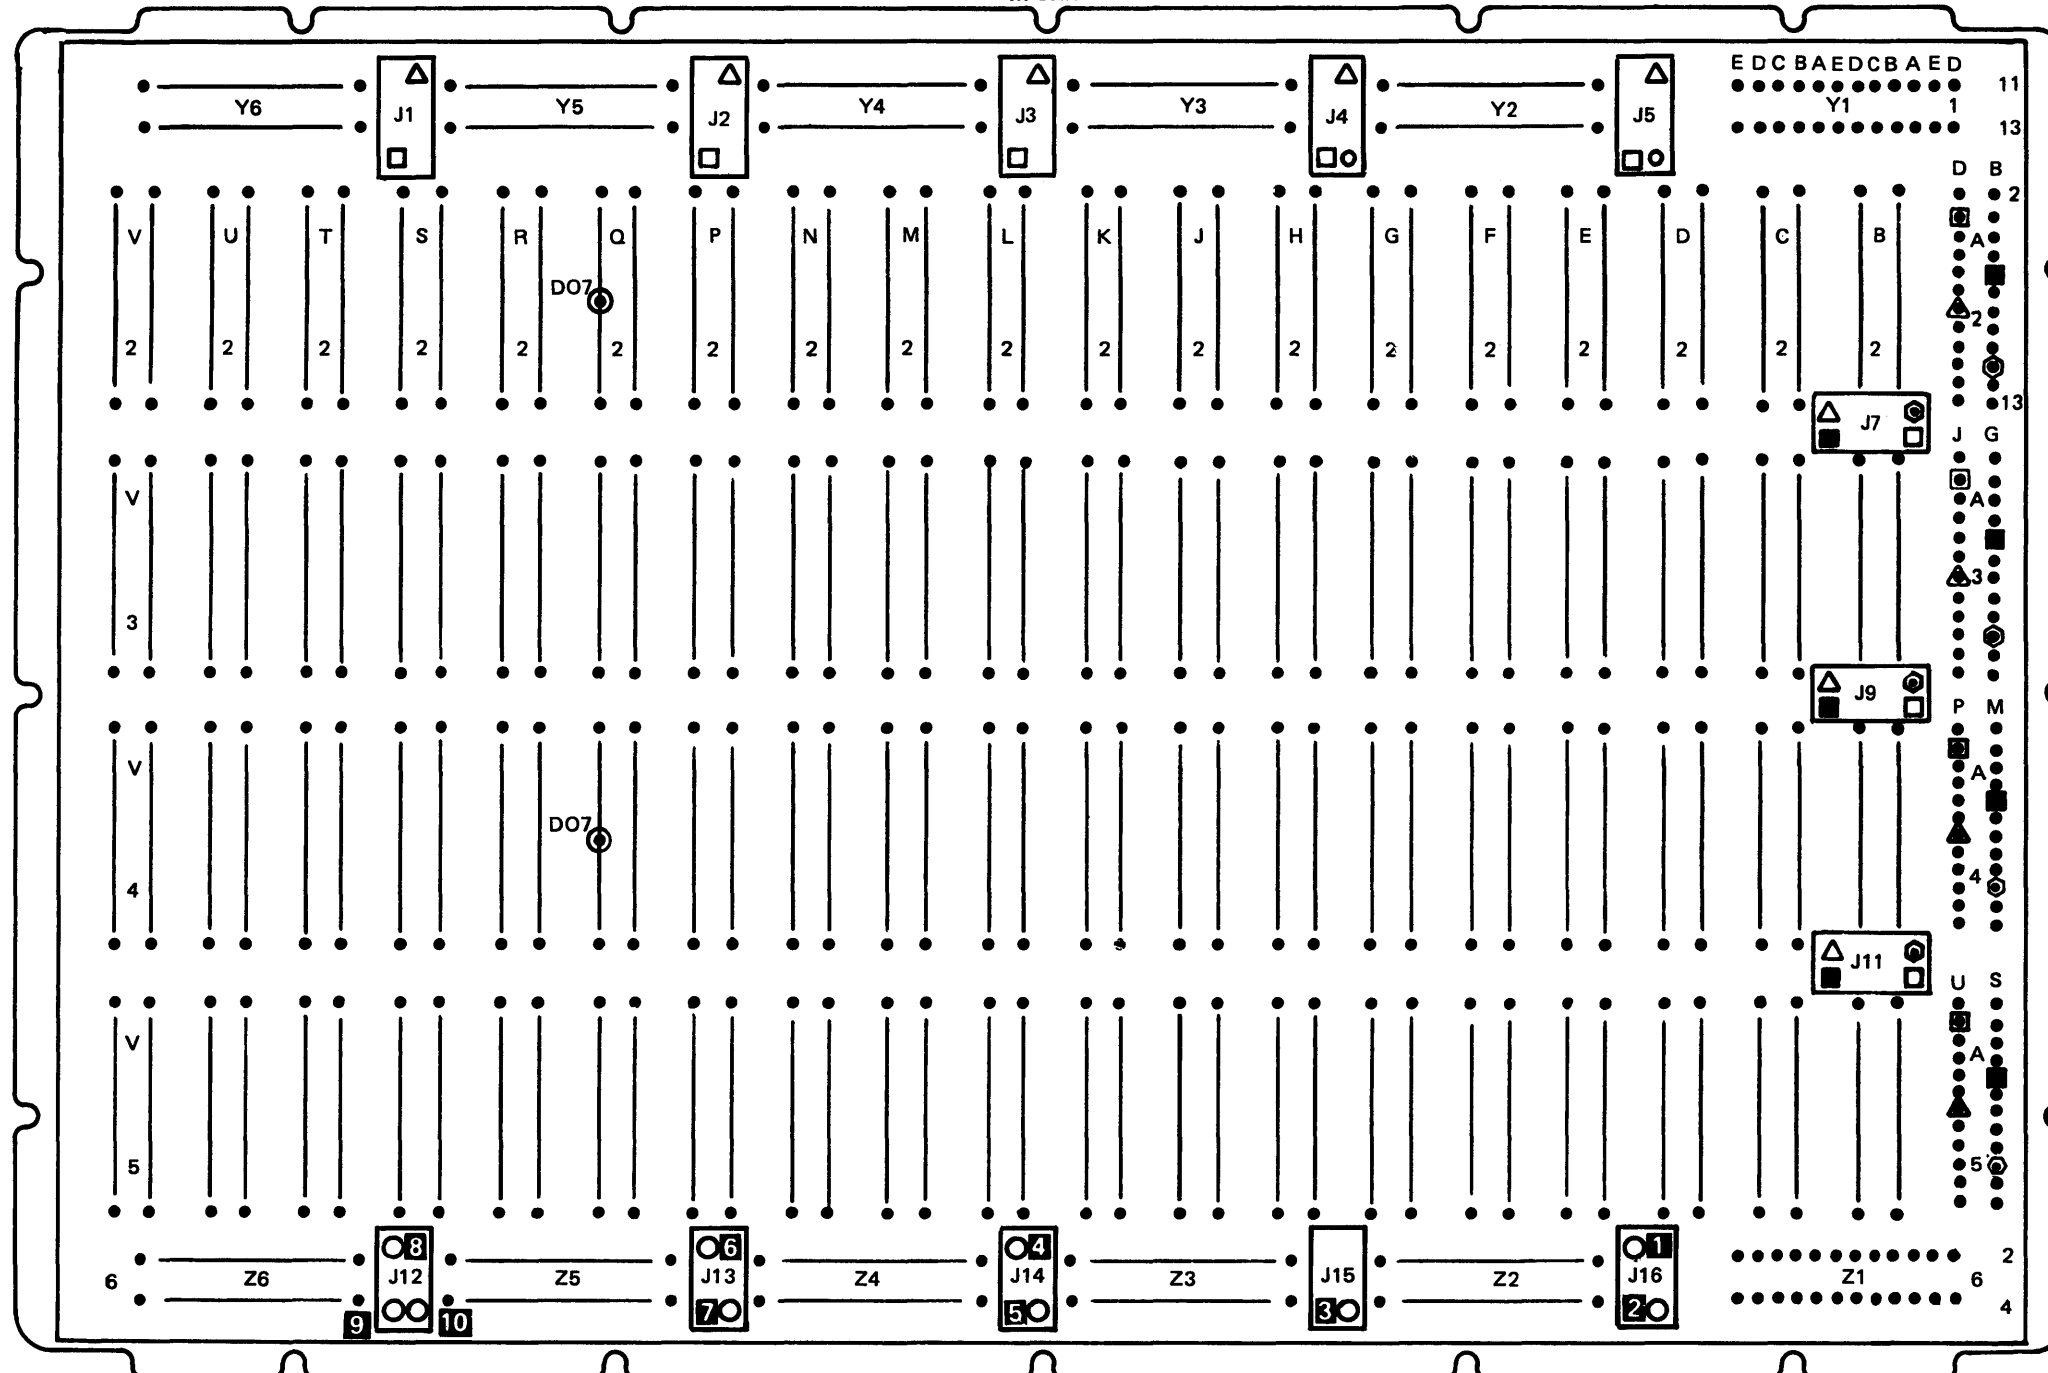 E D C B A E D C B A E D
11
Y6 J1 Y5 J2 Y4 J3 Y3 J4 Y2 J5 Y1 1
13
D B
2
V U T S R Q P N M L K J H G F E D C B A
DO7
2 2 2 2 2 2 2 2 2 2 2 2 2 2 2 2 2 2 2 2
13
J7
J G
V A
3 3
J9
P M
V A
DO7
4 4
J11
U S
V A
5 5
8 6 4 1
2
6 Z6 J12 Z5 J13 Z4 J14 Z3 J15 Z2 J16 Z1 6
4
9 10 7 5 3 2